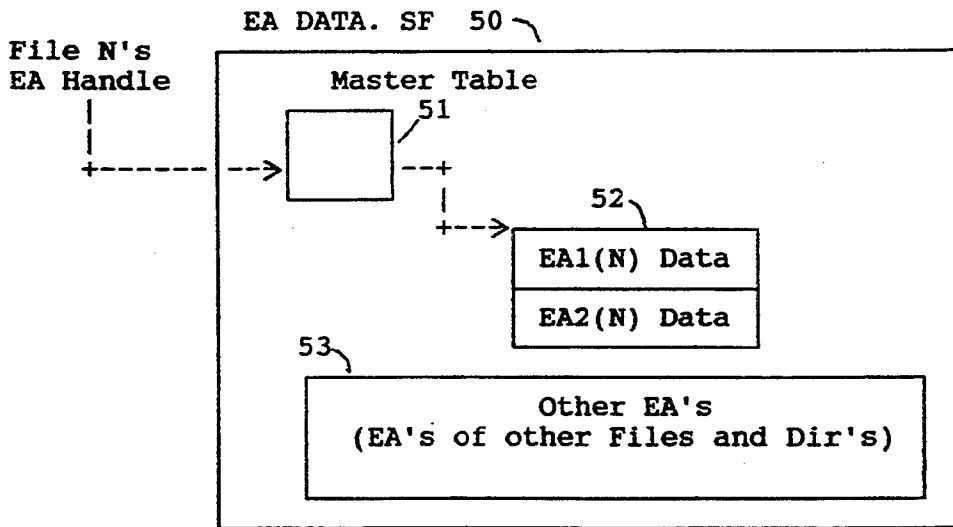 EA DATA. SF 50
File N's
EA Handle
Master Table
51
52
EA1(N) Data
EA2(N) Data
53
Other EA's
(EA's of other Files and Dir's)